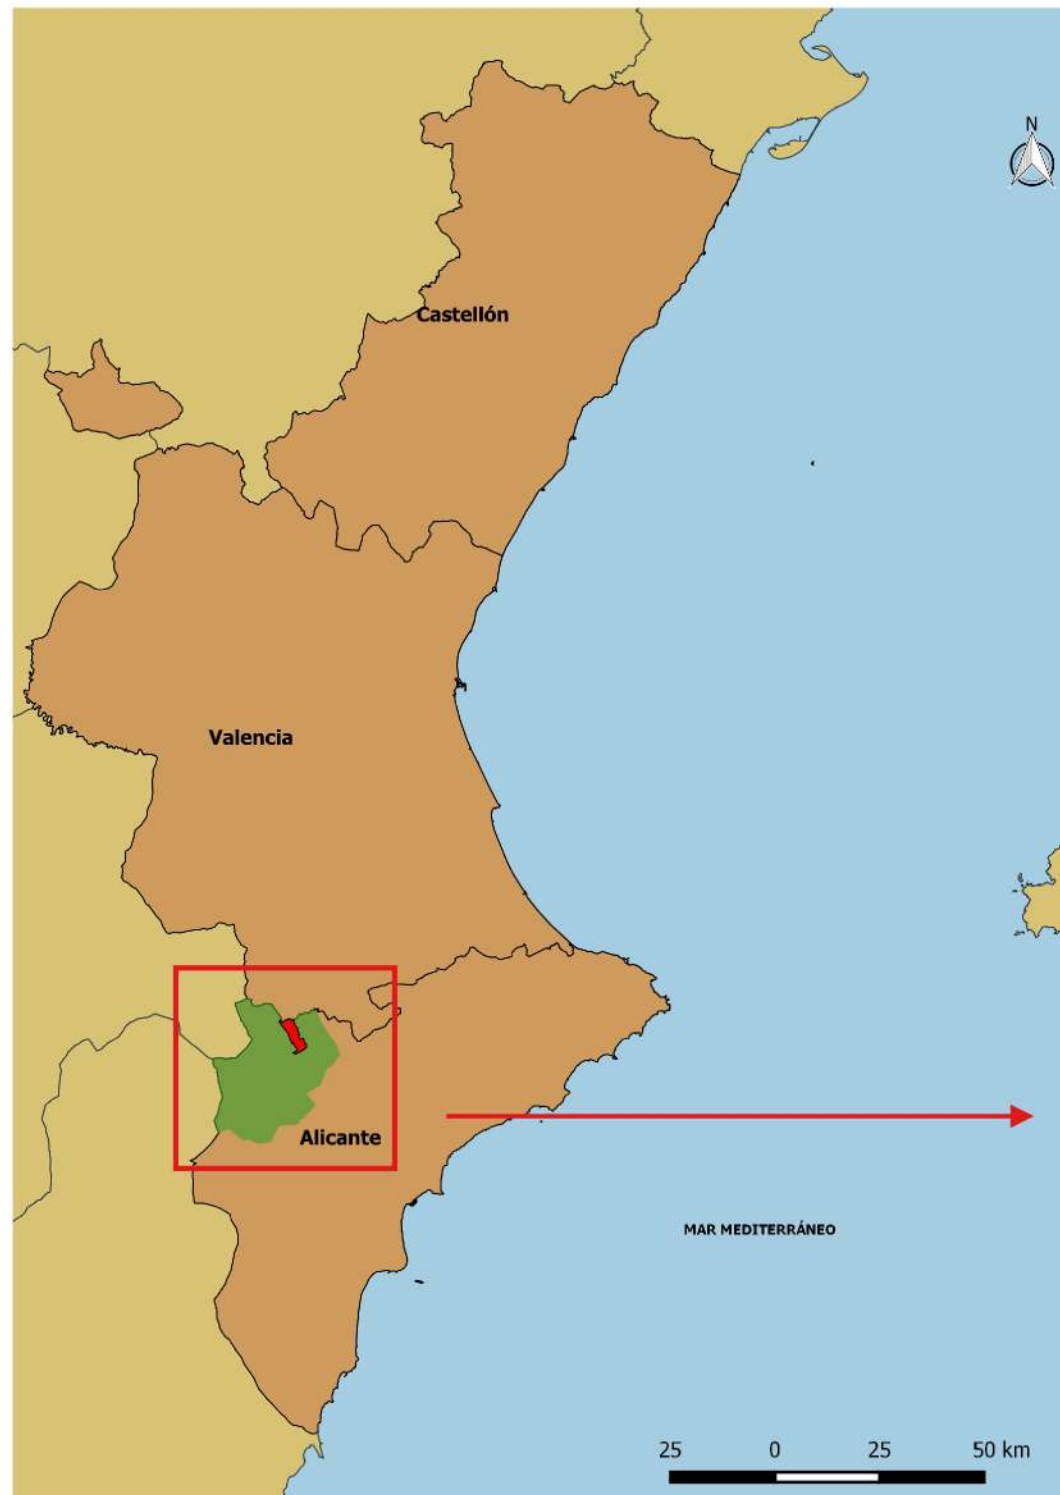 N
Castellón
Valencia
Alicante
MAR MEDITERRÁNEO
25 0 25 50 km